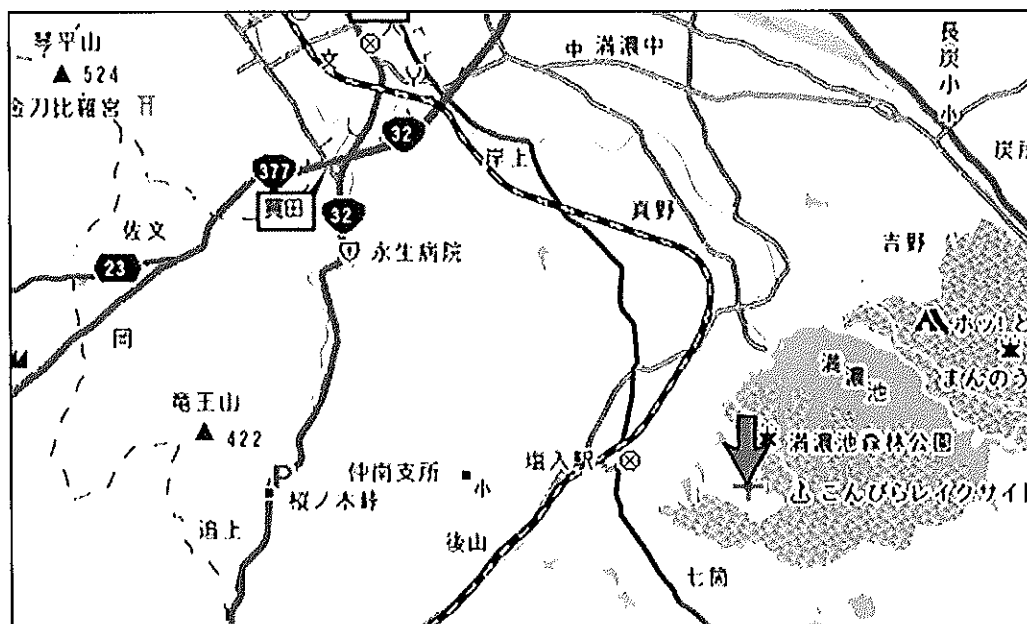 琴平山
524
金刀比羅宮
中 満濃中
長炭小
32
岸上
377
買田
32
真野
佐文
吉野
23
永生病院
岡
満濃池
竜王山
422
満濃池森林公園
塩入駅
仲南支所
小
P
桜ノ木峠
こんぴらレイクサイド
追上
後山
七箇